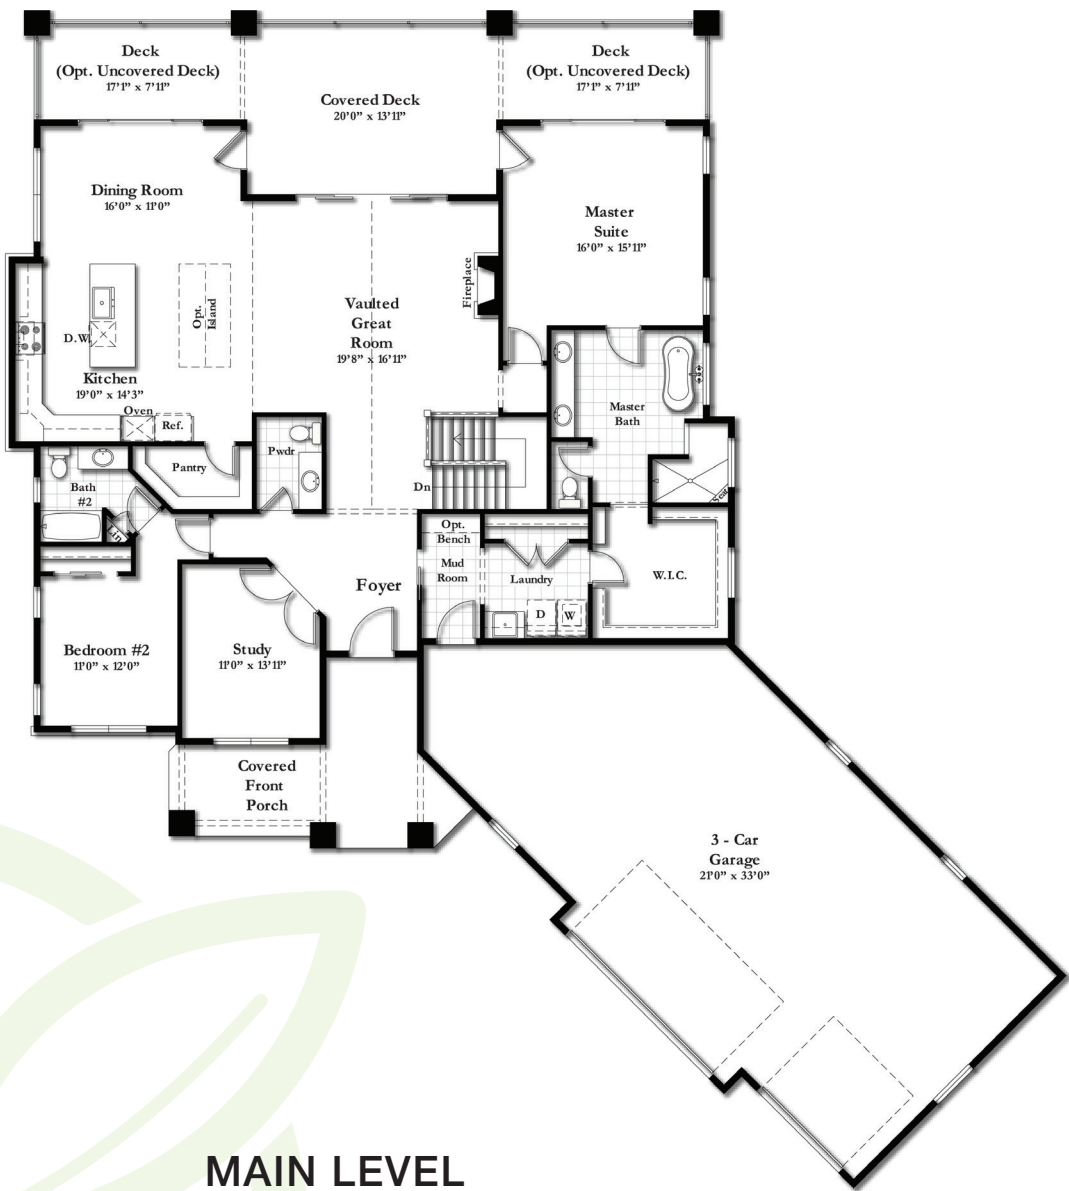 Deck
(Opt. Uncovered Deck)
17'1" x 7'11"
Covered Deck
20'0" x 13'11"
Deck
(Opt. Uncovered Deck)
17'1" x 7'11"
Dining Room
16'0" x 11'0"
Master
Suite
16'0" x 15'11"
Fireplace
Vaulted
Great
Room
19'8" x 16'11"
Opt.
Island
D.W.
Kitchen
19'0" x 14'3"
Oven
Ref.
Master
Bath
Pantry
Pwdr
Bath
#2
Lin
Dn
Seat
Opt.
Bench
Mud
Room
Laundry
D
W
W.I.C.
Foyer
Bedroom #2
11'0" x 12'0"
Study
11'0" x 13'11"
Covered
Front
Porch
3 - Car
Garage
21'0" x 33'0"
MAIN LEVEL